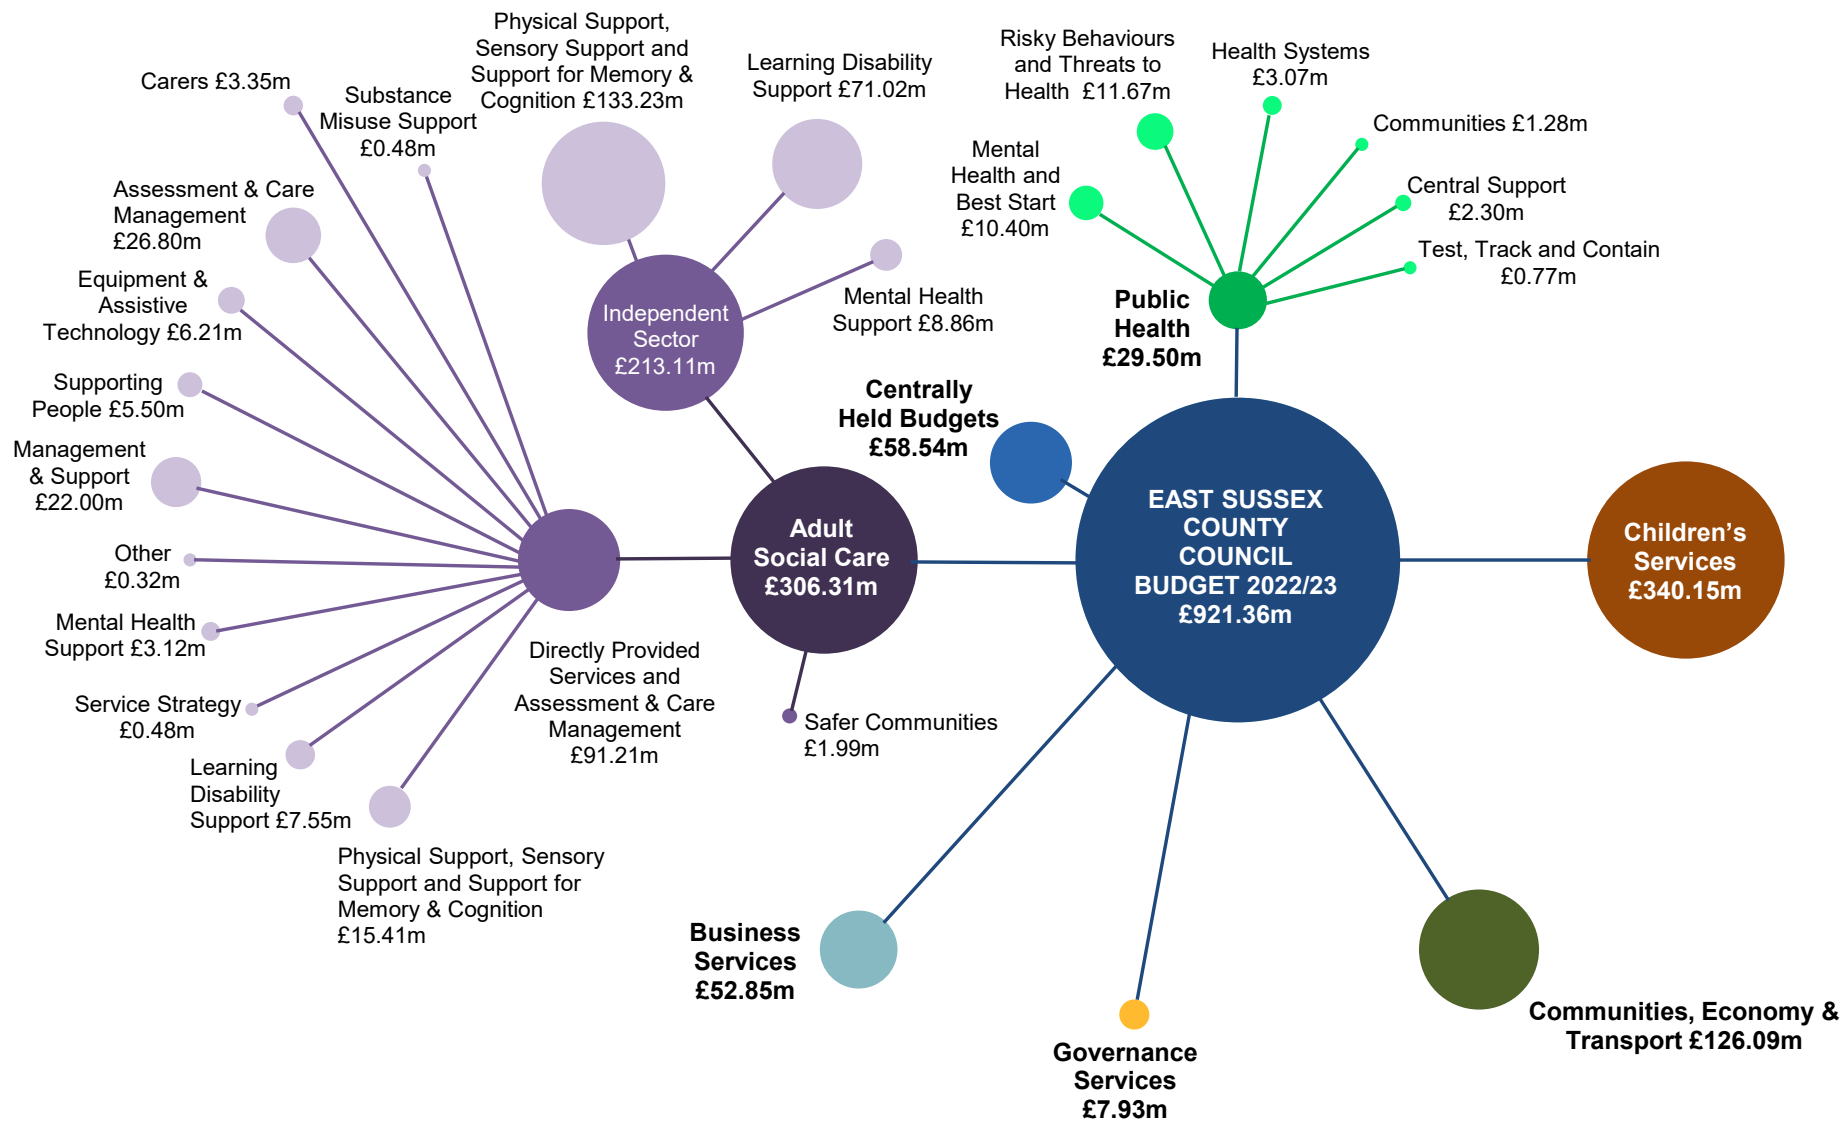 Physical Support,
Sensory Support and
Support for Memory &
Cognition £133.23m
Learning Disability
Support £71.02m
Risky Behaviours
and Threats to
Health £11.67m
Health Systems
£3.07m
Carers £3.35m
Substance
Misuse Support
£0.48m
Communities £1.28m
Mental
Health and
Best Start
£10.40m
Central Support
£2.30m
Assessment & Care
Management
£26.80m
Test, Track and Contain
£0.77m
Equipment &
Assistive
Technology £6.21m
Mental Health
Support £8.86m
Independent
Sector
£213.11m
Public
Health
£29.50m
Supporting
People £5.50m
Centrally
Held Budgets
£58.54m
Management
& Support
£22.00m
EAST SUSSEX
COUNTY
COUNCIL
BUDGET 2022/23
£921.36m
Adult
Social Care
£306.31m
Children’s
Services
£340.15m
Other
£0.32m
Mental Health
Support £3.12m
Directly Provided
Services and
Assessment & Care
Management
£91.21m
Service Strategy
£0.48m
Safer Communities
£1.99m
Learning
Disability
Support £7.55m
Physical Support, Sensory
Support and Support for
Memory & Cognition
£15.41m
Business
Services
£52.85m
Communities, Economy &
Transport £126.09m
Governance
Services
£7.93m